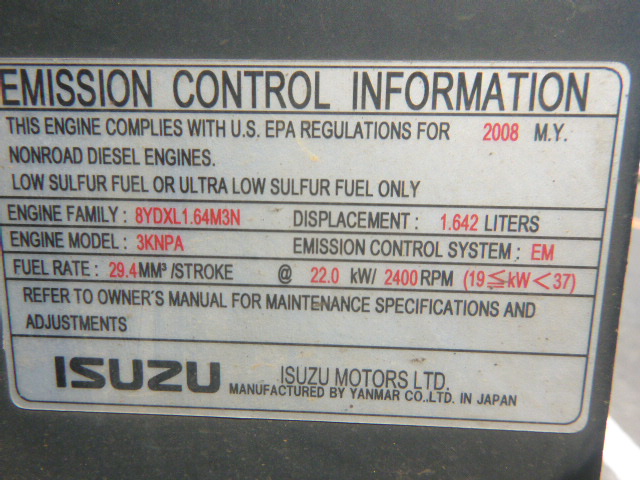 EMISSION CONTROL INFORMATION
THIS ENGINE COMPLIES WITH U.S. EPA REGULATIONS FOR 2008 M.Y.
NONROAD DIESEL ENGINES.
LOW SULFUR FUEL OR ULTRA LOW SULFUR FUEL ONLY
ENGINE FAMILY : 8YDXL1.64M3N DISPLACEMENT : 1.642 LITERS
ENGINE MODEL : 3KNPA EMISSION CONTROL SYSTEM : EM
FUEL RATE : 29.4 MM³ /STROKE @ 22.0 kW/ 2400 RPM (19≦kW<37)
REFER TO OWNER'S MANUAL FOR MAINTENANCE SPECIFICATIONS AND
ADJUSTMENTS
ISUZU ISUZU MOTORS LTD.
MANUFACTURED BY YANMAR CO.,LTD. IN JAPAN